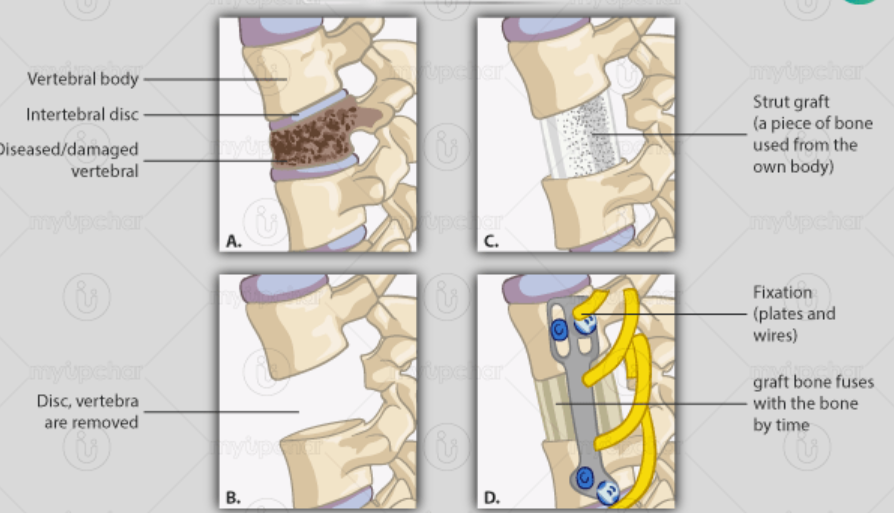 Vertebral body
Intertebral disc
Diseased/damaged
vertebral
A.
C.
Strut graft
(a piece of bone
used from the
own body)
Disc, vertebra
are removed
B.
D.
Fixation
(plates and
wires)
graft bone fuses
with the bone
by time
myupchar